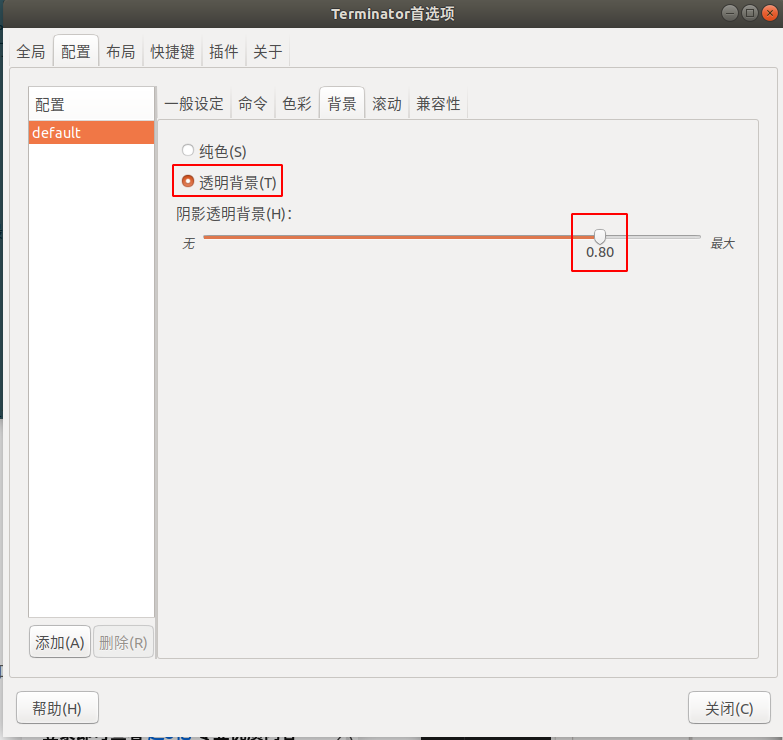 Terminator首选项
全局 配置 布局 快捷键 插件 关于
配置
一般设定 命令 色彩 背景 滚动 兼容性
default
纯色(S)
透明背景(T)
阴影透明背景(H):
无 最大
0.80
添加(A) 删除(R)
帮助(H) 关闭(C)